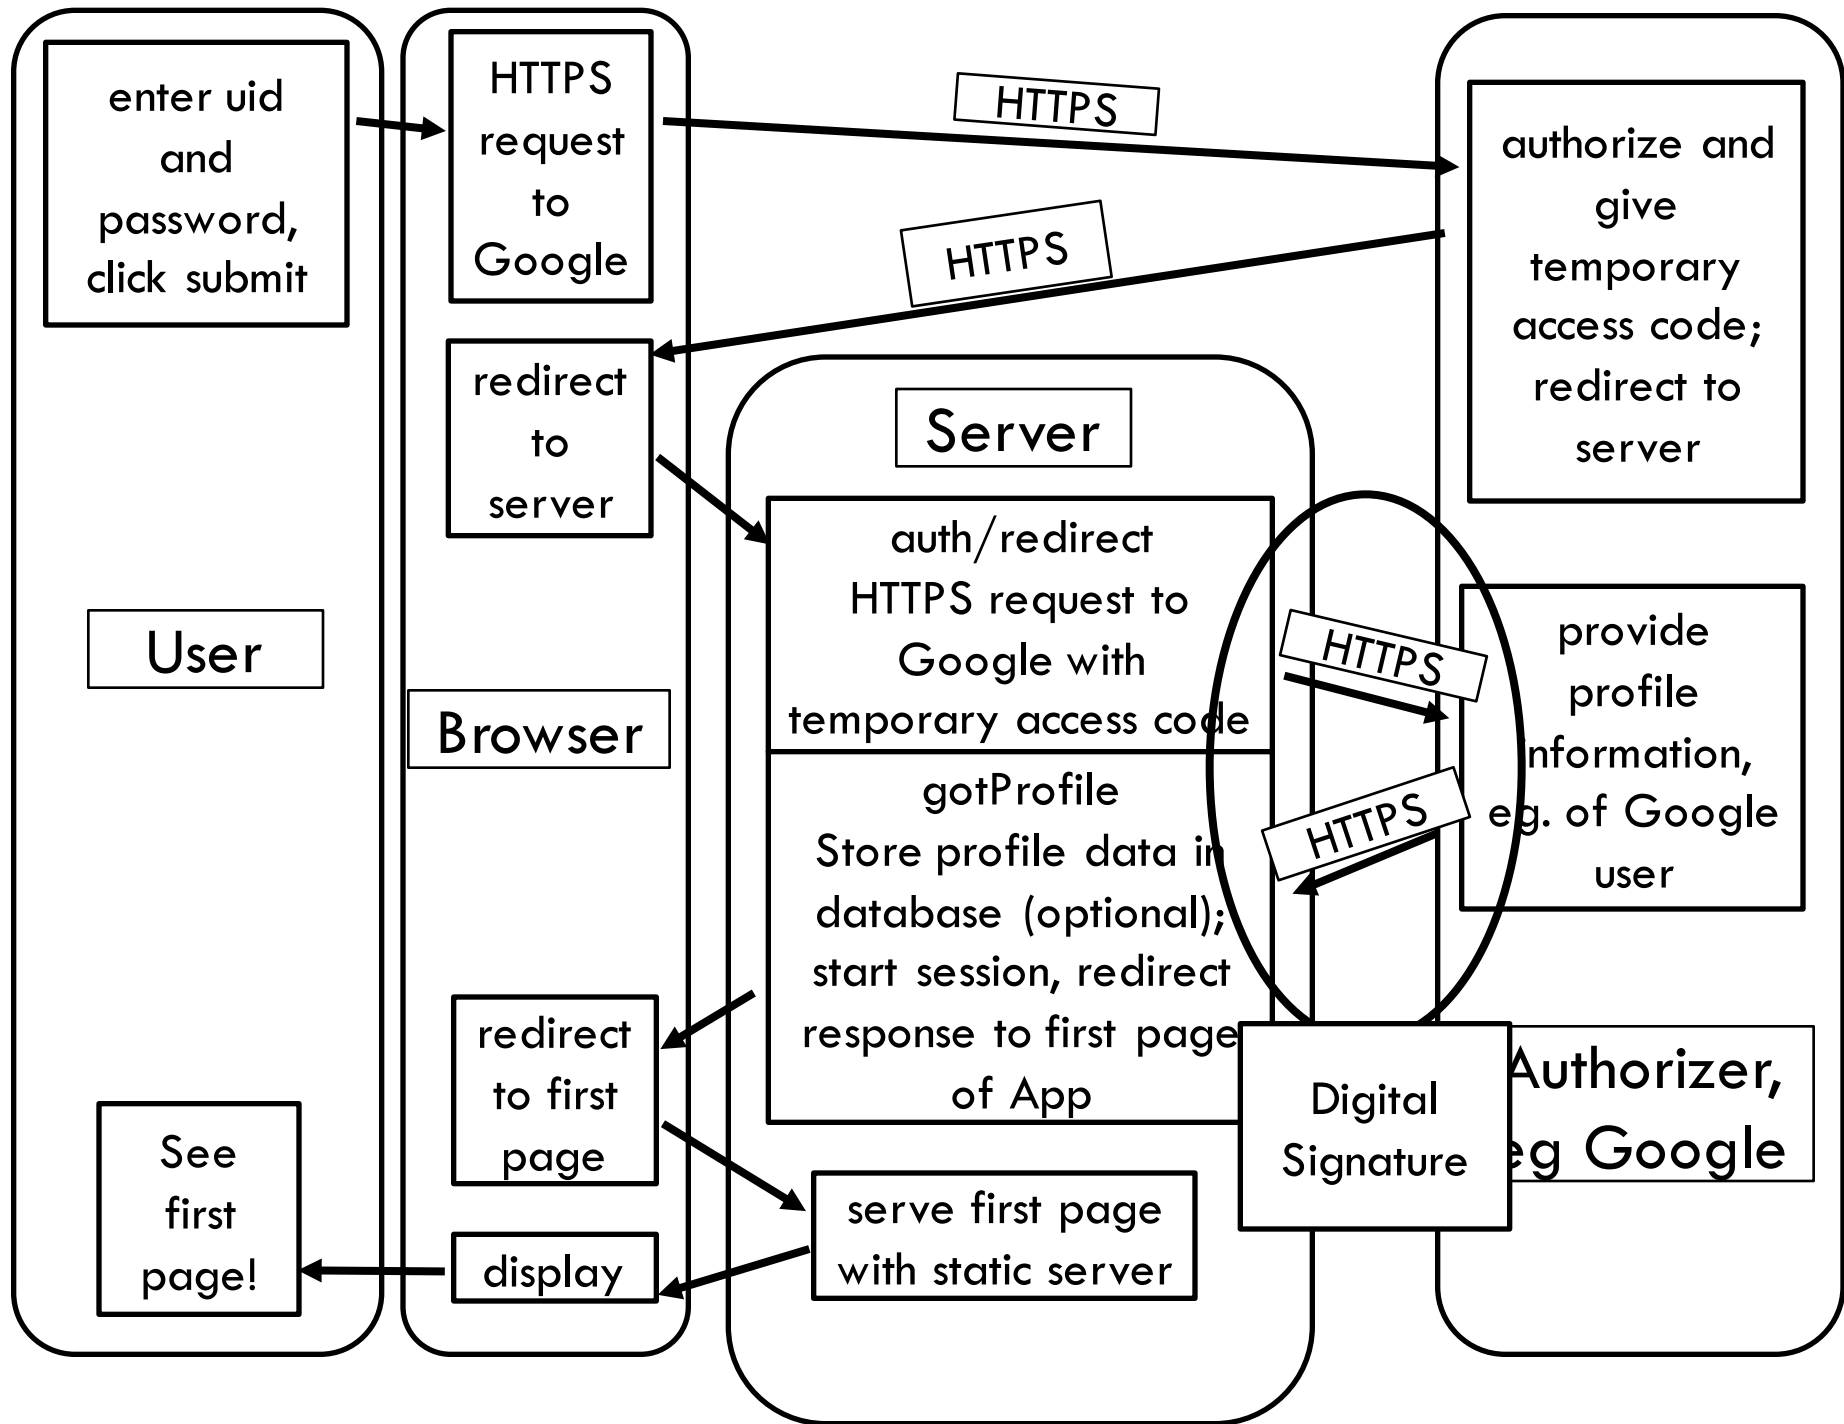 enter uid
and
password,
click submit
User
See
first
page!
HTTPS
request
to
Google
redirect
to
server
Browser
redirect
to first
page
display
HTTPS
HTTPS
Server
auth/redirect
HTTPS request to
Google with
temporary access code
gotProfile
Store profile data in
database (optional);
start session, redirect
response to first page
of App
serve first page
with static server
HTTPS
HTTPS
Digital
Signature
authorize and
give
temporary
access code;
redirect to
server
provide
profile
information,
eg. of Google
user
Authorizer,
eg Google